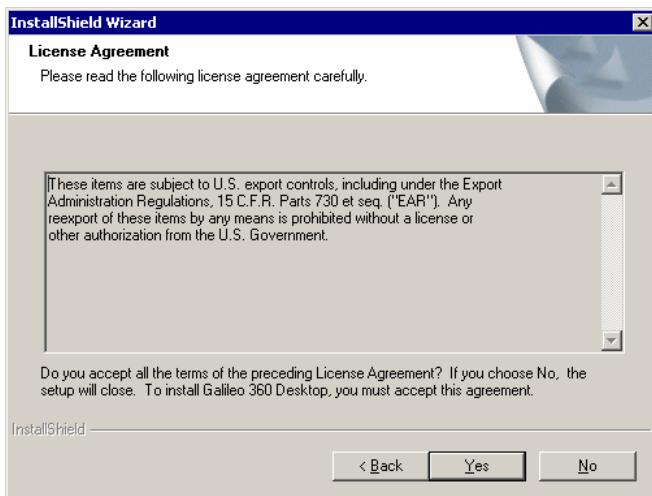 InstallShield Wizard
License Agreement
Please read the following license agreement carefully.
These items are subject to U.S. export controls, including under the Export
Administration Regulations, 15 C.F.R. Parts 730 et seq. ("EAR"). Any
reexport of these items by any means is prohibited without a license or
other authorization from the U.S. Government.
Do you accept all the terms of the preceding License Agreement? If you choose No, the
setup will close. To install Galileo 360 Desktop, you must accept this agreement.
InstallShield
< Back Yes No